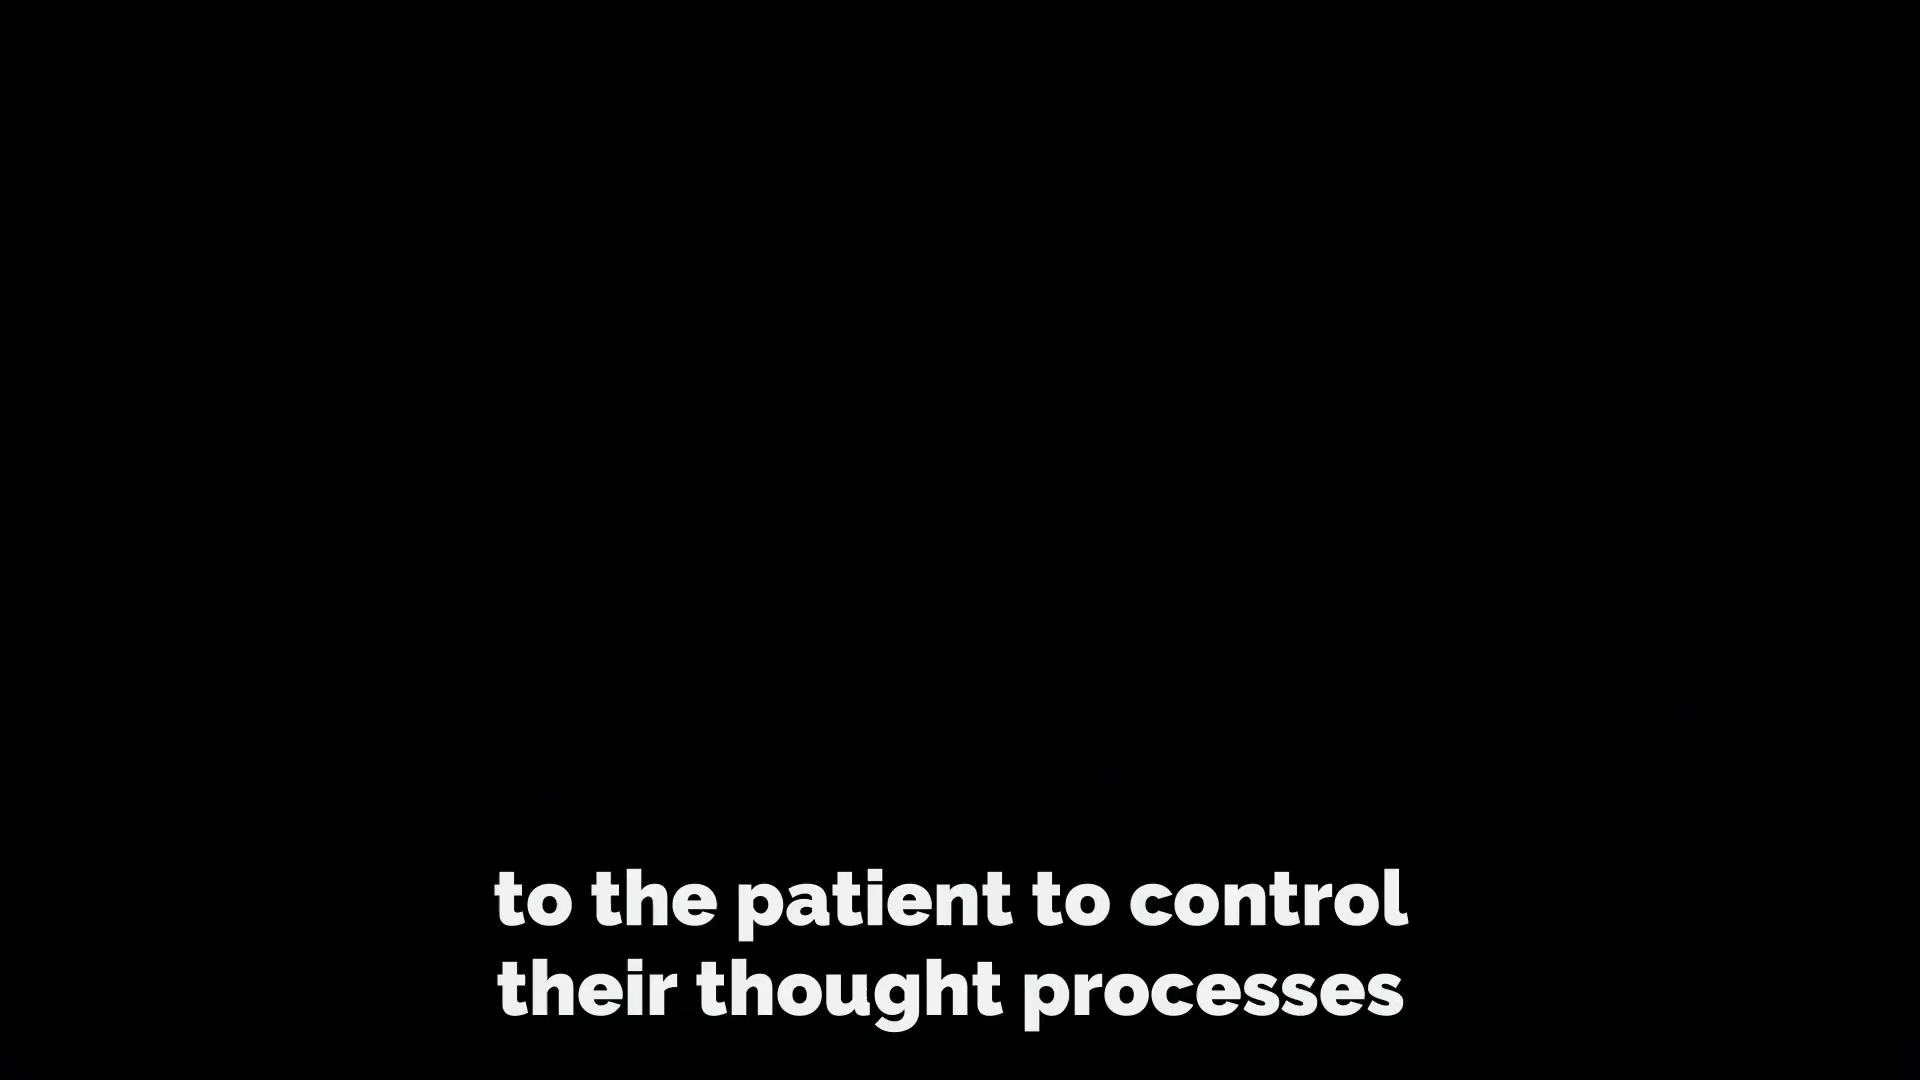 to the patient to control
their thought processes